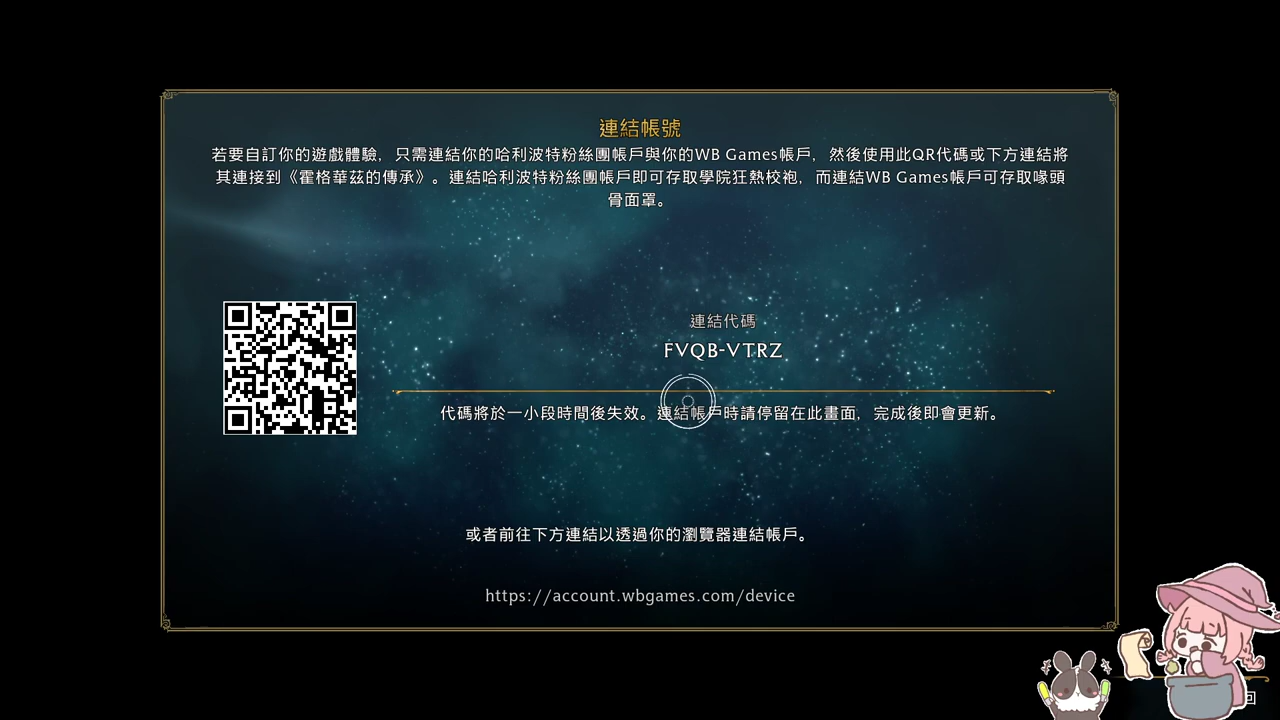 連結帳號
若要自訂你的遊戲體驗，只需連結你的哈利波特粉絲團帳戶與你的WB Games帳戶，然後使用此QR代碼或下方連結將
其連接到《霍格華茲的傳承》。連結哈利波特粉絲團帳戶即可存取學院狂熱校袍，而連結WB Games帳戶可存取喙頭
骨面罩。
連結代碼
FVQB-VTRZ
代碼將於一小段時間後失效。連結帳戶時請停留在此畫面，完成後即會更新。
或者前往下方連結以透過你的瀏覽器連結帳戶。
https://account.wbgames.com/device
回